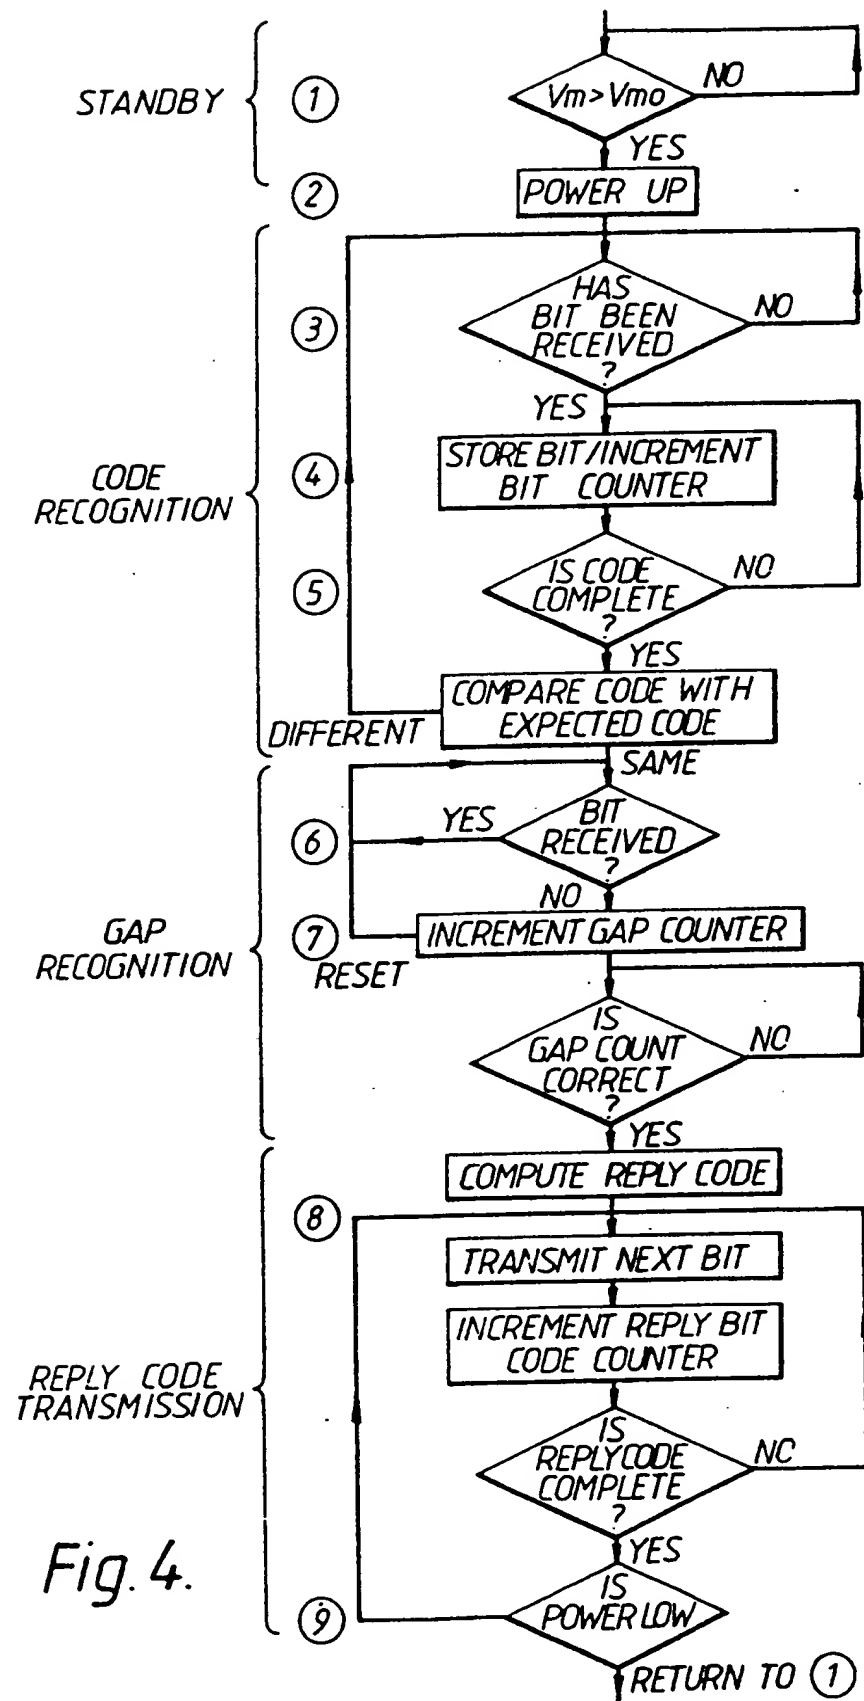 STANDBY
①
Vm > Vmo
NO
YES
②
POWER UP
CODE
RECOGNITION
③
HAS
BIT BEEN
RECEIVED
?
NO
YES
④
STORE BIT/INCREMENT
BIT COUNTER
⑤
IS CODE
COMPLETE
?
NO
YES
COMPARE CODE WITH
EXPECTED CODE
DIFFERENT
SAME
GAP
RECOGNITION
⑥
BIT
RECEIVED
?
YES
NO
⑦
INCREMENT GAP COUNTER
RESET
IS
GAP COUNT
CORRECT
?
NO
YES
COMPUTE REPLY CODE
REPLY CODE
TRANSMISSION
⑧
TRANSMIT NEXT BIT
INCREMENT REPLY BIT
CODE COUNTER
IS
REPLY CODE
COMPLETE
?
NO
YES
⑨
IS
POWER LOW
RETURN TO ①
Fig. 4.